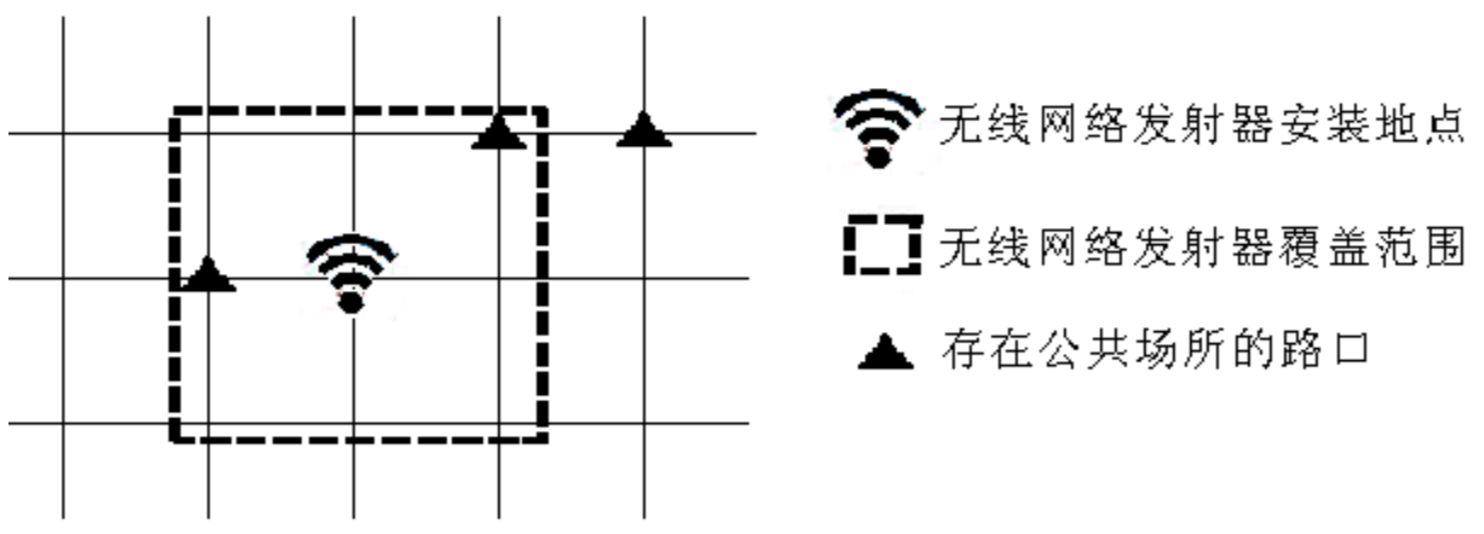 无线网络发射器安装地点
无线网络发射器覆盖范围
存在公共场所的路口